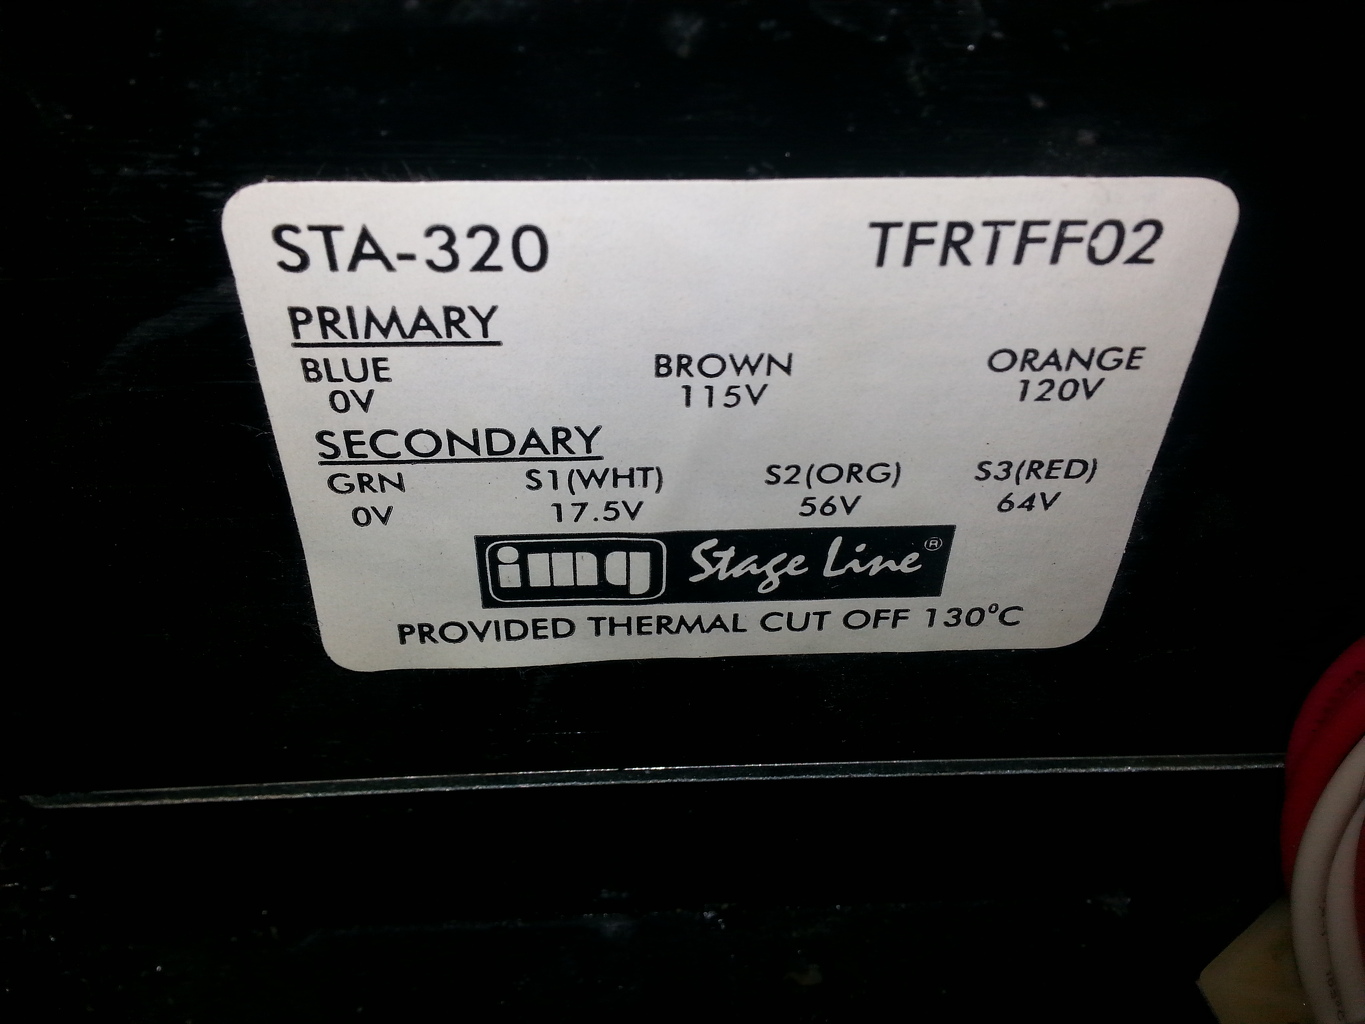 STA-320 TFRTFF02
PRIMARY
BLUE BROWN ORANGE
0V 115V 120V
SECONDARY
GRN S1(WHT) S2(ORG) S3(RED)
0V 17.5V 56V 64V
img Stage Line®
PROVIDED THERMAL CUT OFF 130°C